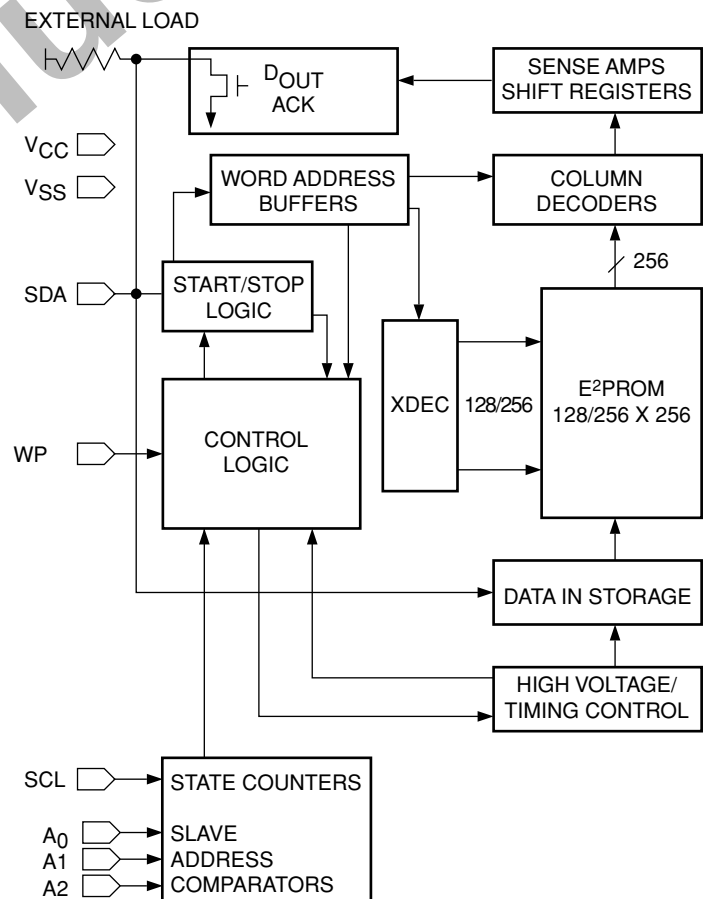 EXTERNAL LOAD
DOUT
ACK
SENSE AMPS
SHIFT REGISTERS
VCC
VSS
WORD ADDRESS
BUFFERS
COLUMN
DECODERS
256
SDA
START/STOP
LOGIC
XDEC
128/256
E²PROM
128/256 X 256
WP
CONTROL
LOGIC
DATA IN STORAGE
HIGH VOLTAGE/
TIMING CONTROL
SCL
STATE COUNTERS
A0
SLAVE
A1
ADDRESS
A2
COMPARATORS